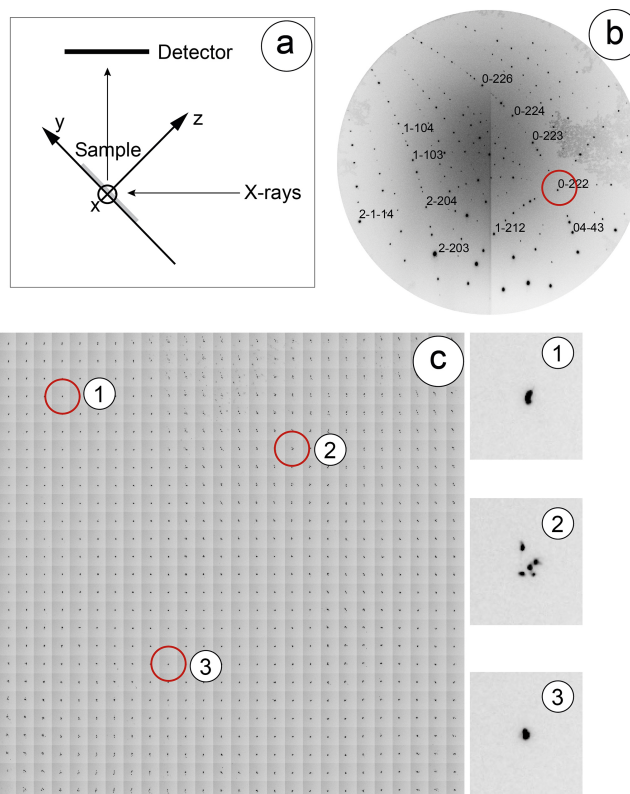 a
Detector
y
z
Sample
x
X-rays
b
0-226
0-224
1-104
0-223
1-103
0-222
2-204
2-1-14
1-212
04-43
2-203
c
1
2
3
1
2
3